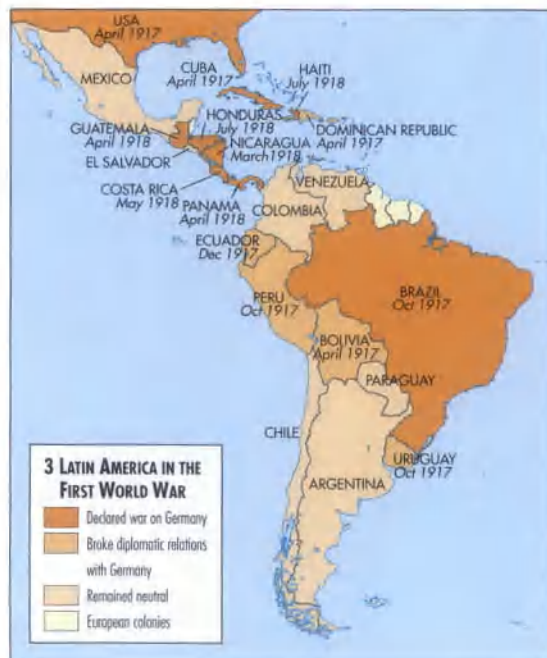 USA
April 1917
MEXICO
CUBA
April 1917
HAITI
July 1918
GUATEMALA
April 1918
HONDURAS
July 1918
DOMINICAN REPUBLIC
April 1917
NICARAGUA
March 1918
EL SALVADOR
COSTA RICA
May 1918
PANAMA
April 1918
VENEZUELA
COLOMBIA
ECUADOR
Dec 1917
PERU
Oct 1917
BRAZIL
Oct 1917
BOLIVIA
April 1917
PARAGUAY
CHILE
URUGUAY
Oct 1917
ARGENTINA
3 LATIN AMERICA IN THE
FIRST WORLD WAR
Declared war on Germany
Broke diplomatic relations
with Germany
Remained neutral
European colonies